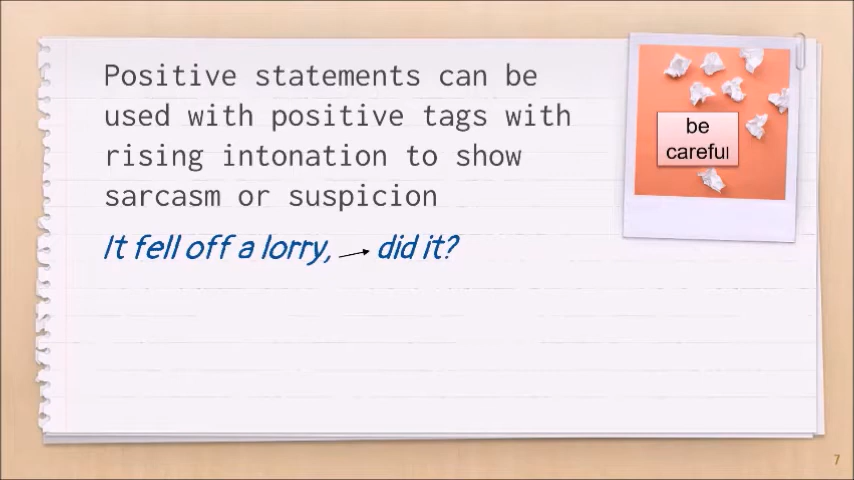 Positive statements can be
used with positive tags with
rising intonation to show
sarcasm or suspicion
It fell off a lorry, → did it?
be
careful
7